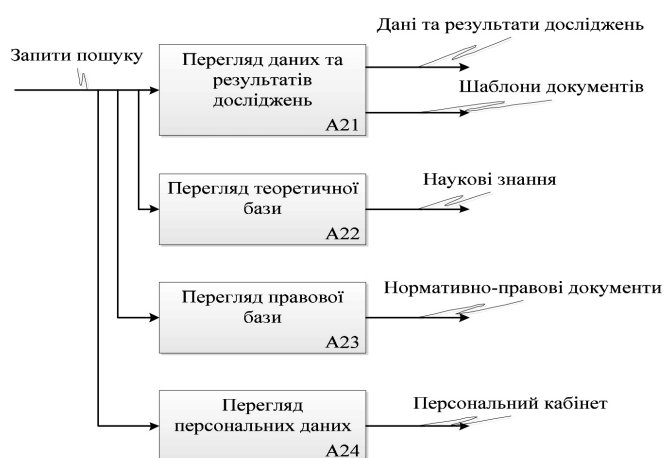 Запити пошуку
Перегляд даних та
результатів
досліджень
A21
Дані та результати досліджень
Шаблони документів
Перегляд теоретичної
бази
A22
Наукові знання
Перегляд правової
бази
A23
Нормативно-правові документи
Перегляд
персональних даних
A24
Персональний кабінет